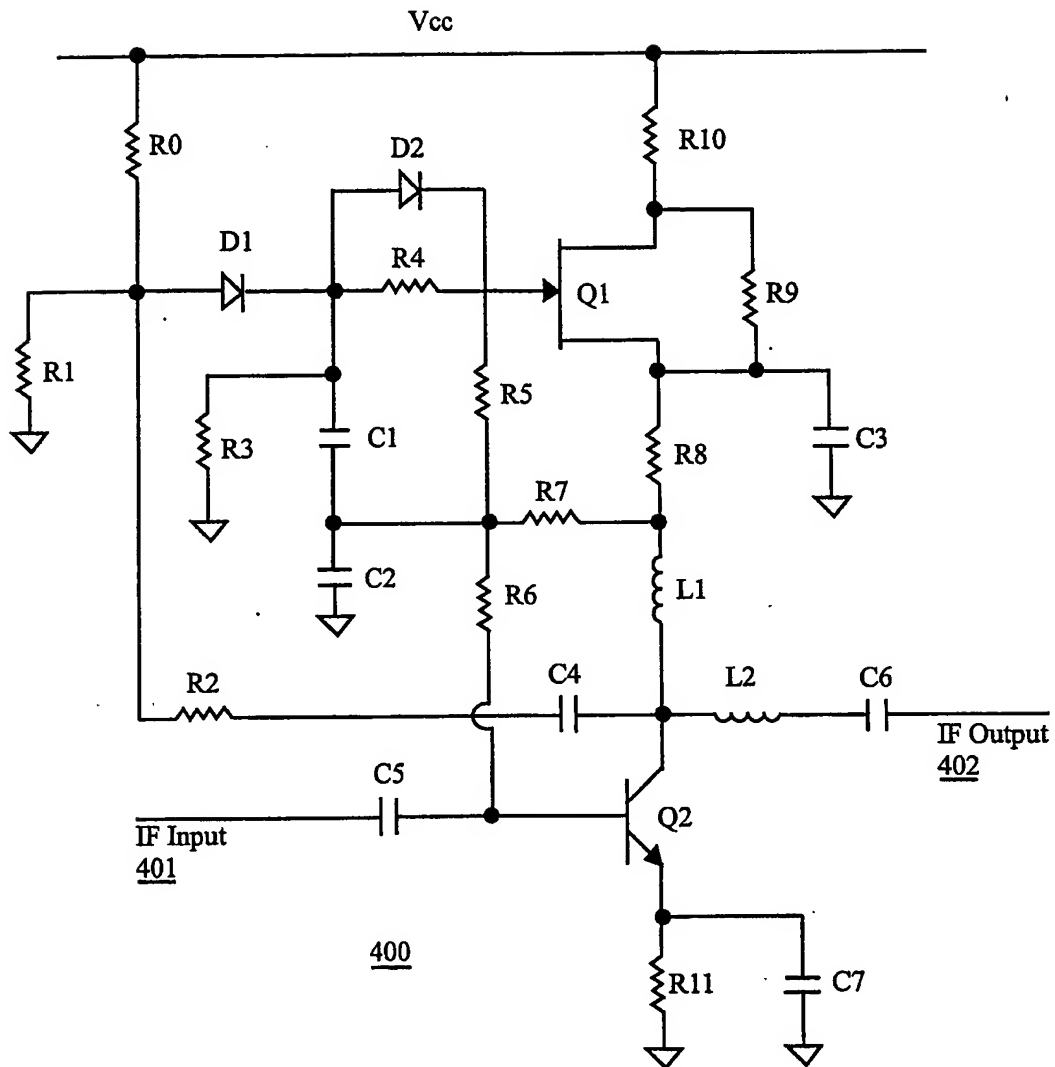 Vcc
R0
R10
D2
D1
R4
Q1
R9
R1
R5
R3
C1
R8
C3
R7
C2
R6
L1
R2
C4
L2
C6
IF Output
402
C5
Q2
IF Input
401
400
R11
C7